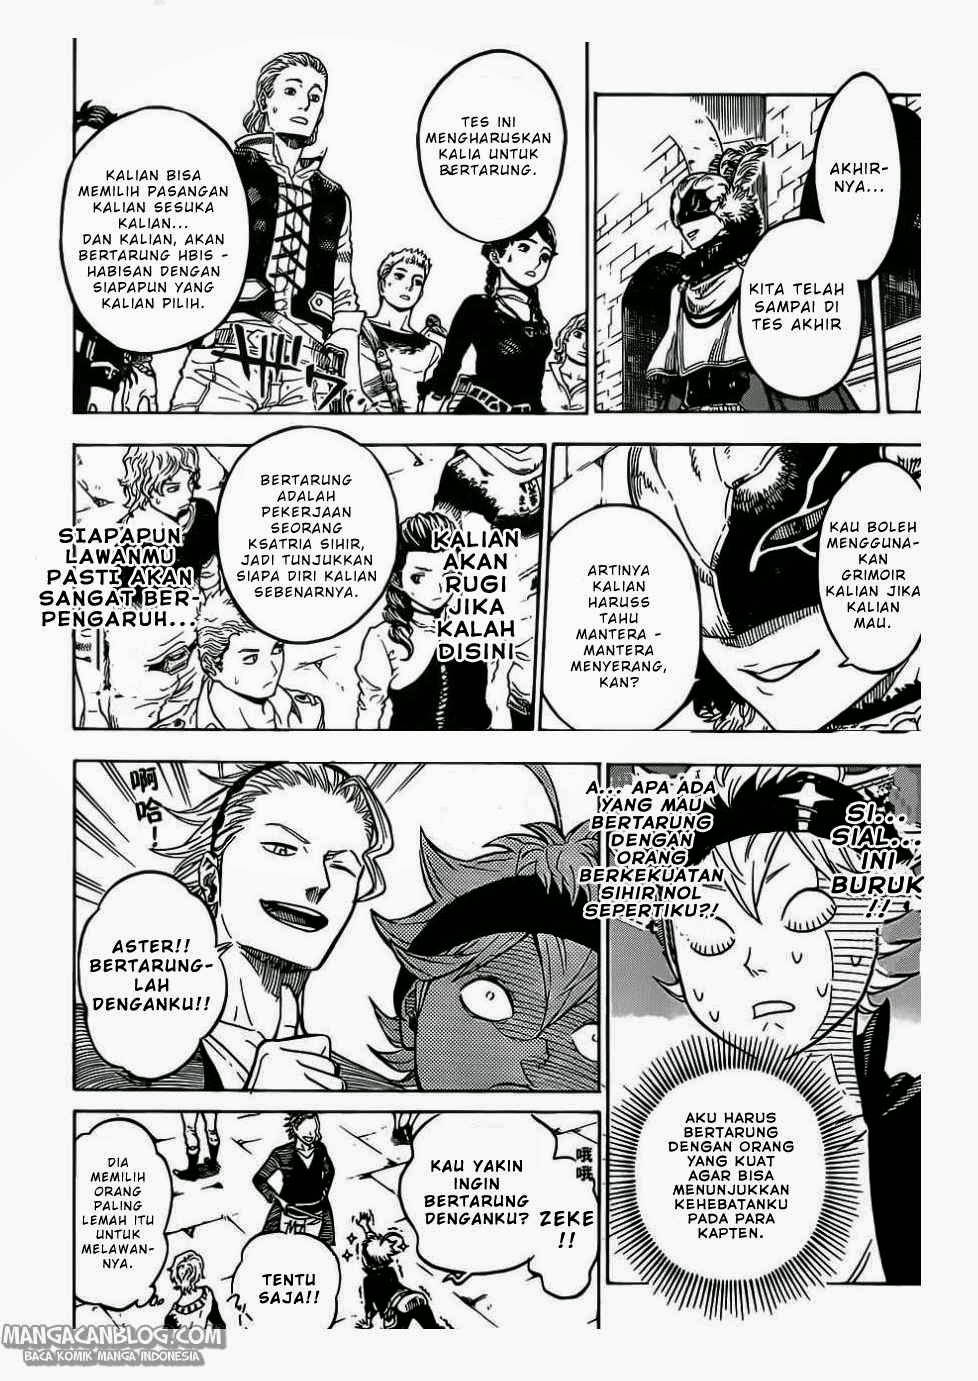 AKHIR-
NYA...
KITA TELAH
SAMPAI DI
TES AKHIR
TES INI
MENGHARUSKAN
KALIA UNTUK
BERTARUNG.
KALIAN BISA
MEMILIH PASANGAN
KALIAN SESUKA
KALIAN...
DAN KALIAN, AKAN
BERTARUNG HBIS -
HABISAN DENGAN
SIAPAPUN YANG
KALIAN PILIH.
KAU BOLEH
MENGGUNA-
KAN
GRIMOIR
KALIAN JIKA
KALIAN
MAU.
ARTINYA
KALIAN
HARUSS
TAHU
MANTERA -
MANTERA
MENYERANG,
KAN?
KALIAN
AKAN
RUGI
JIKA
KALAH
DISINI
BERTARUNG
ADALAH
PEKERJAAN
SEORANG
KSATRIA SIHIR,
JADI TUNJUKKAN
SIAPA DIRI KALIAN
SEBENARNYA.
SIAPAPUN
LAWANMU
PASTI AKAN
SANGAT BER-
PENGARUH...
SI...
SIAL...
INI
BURUK
!!
A... APA ADA
YANG MAU
BERTARUNG
DENGAN
ORANG
BERKEKUATAN
SIHIR NOL
SEPERTIKU?!
AKU HARUS
BERTARUNG
DENGAN ORANG
YANG KUAT
AGAR BISA
MENUNJUKKAN
KEHEBATANKU
PADA PARA
KAPTEN.
啊哈!
ASTER!!
BERTARUNG-
LAH
DENGANKU!!
哦哦
KAU YAKIN
INGIN
BERTARUNG
DENGANKU?
ZEKE
!!
TENTU
SAJA!!
DIA
MEMILIH
ORANG
PALING
LEMAH ITU
UNTUK
MELAWAN-
NYA.
MANGACANBLOG.COM
BACA KOMIK MANGA INDONESIA